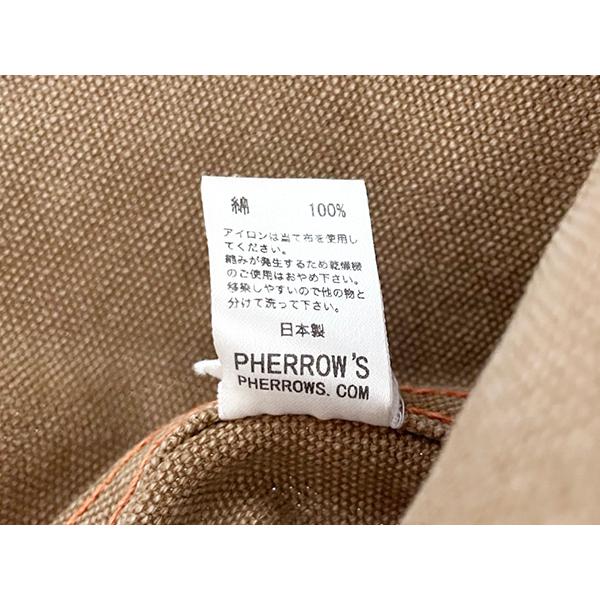 綿 100%
アイロンは当て布を使用し
てください。
縮みが発生するため乾燥機
のご使用はおやめ下さい。
移染しやすいので他の物と
分けて洗って下さい。
日本製
PHERROW'S
PHERROWS.COM